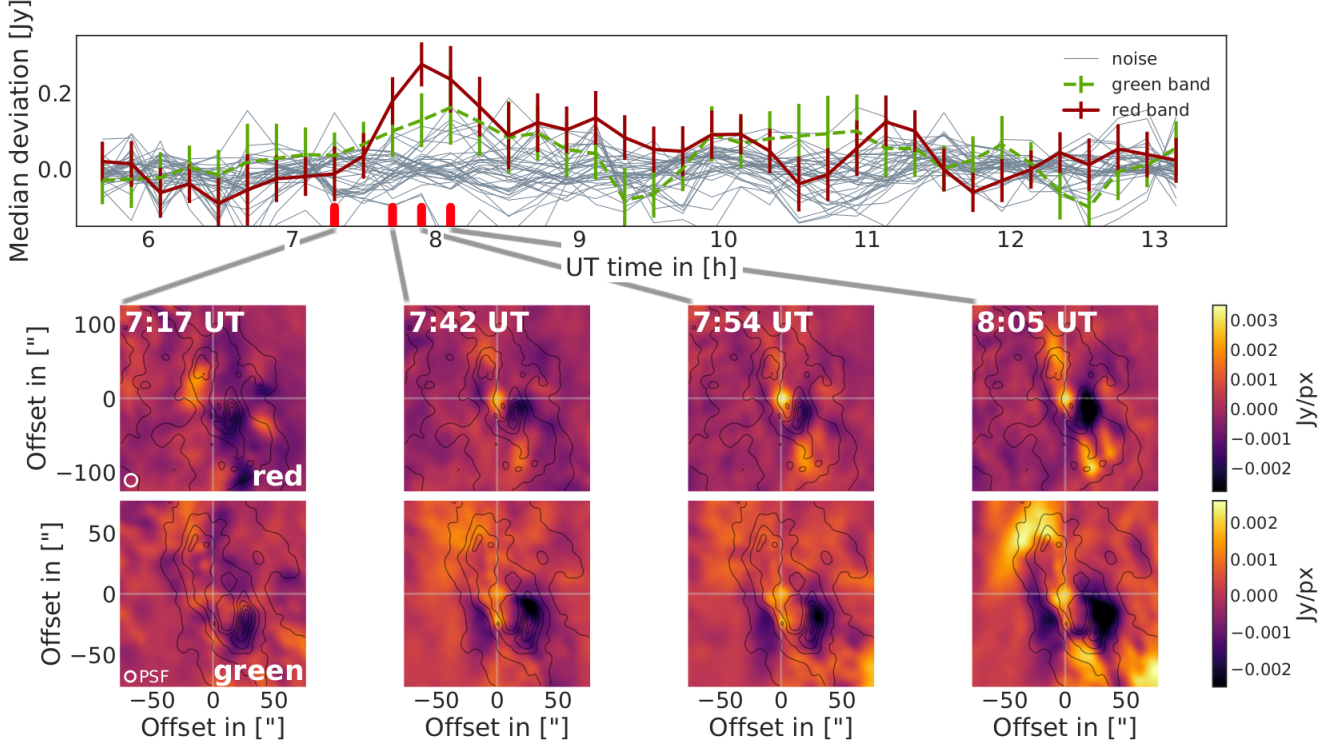 Median deviation [Jy]
0.2
0.0
noise
green band
red band
6 7 8 9 10 11 12 13
UT time in [h]
7:17 UT 7:42 UT 7:54 UT 8:05 UT
Offset in ["]
100
0
−100
red
0.003
0.002
0.001
0.000
−0.001
−0.002
Jy/px
Offset in ["]
50
0
−50
PSF green
0.002
0.001
0.000
−0.001
−0.002
Jy/px
−50 0 50 −50 0 50 −50 0 50 −50 0 50
Offset in ["] Offset in ["] Offset in ["] Offset in ["]